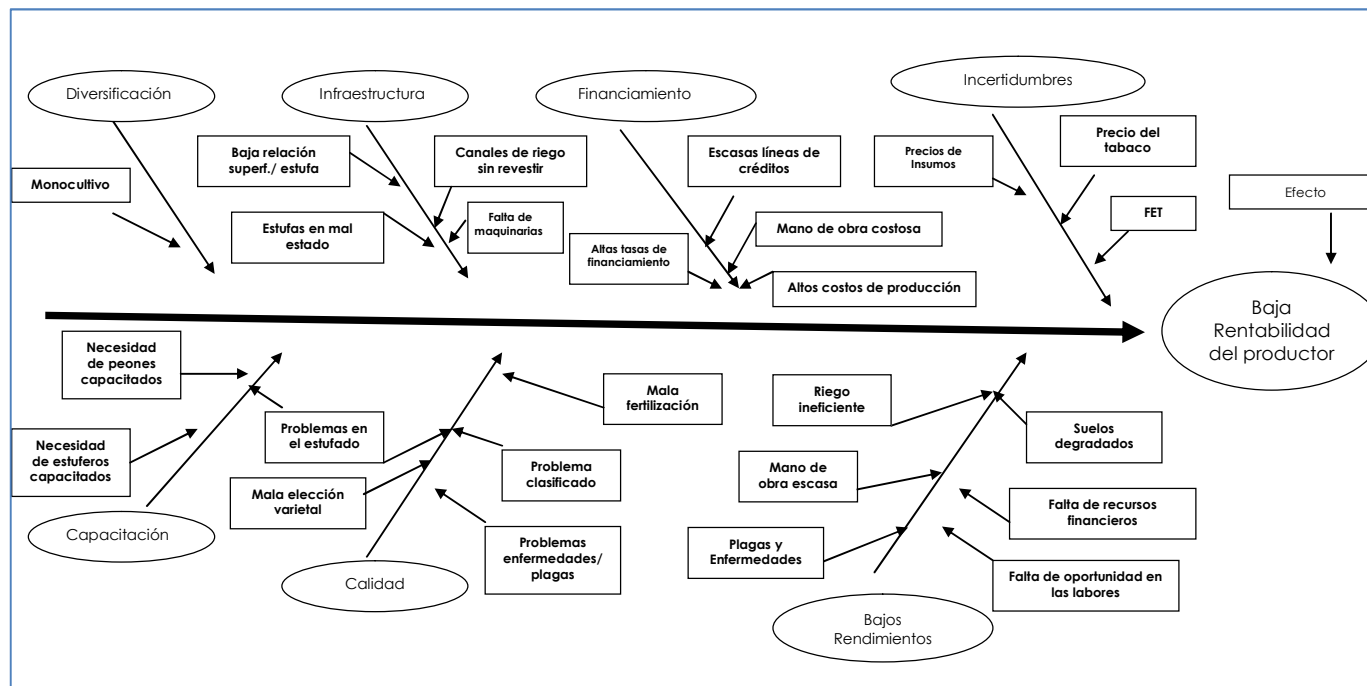 Diversificación
Infraestructura
Financiamiento
Incertidumbres
Monocultivo
Baja relación
superf./ estufa
Canales de riego
sin revestir
Estufas en mal
estado
Falta de
maquinarias
Escasas líneas de
créditos
Altas tasas de
financiamiento
Mano de obra costosa
Altos costos de producción
Precios de
Insumos
Precio del
tabaco
FET
Efecto
Baja
Rentabilidad
del productor
Necesidad
de peones
capacitados
Necesidad
de estuferos
capacitados
Capacitación
Problemas en
el estufado
Mala elección
varietal
Mala
fertilización
Problema
clasificado
Problemas
enfermedades/
plagas
Calidad
Riego
ineficiente
Mano de
obra escasa
Plagas y
Enfermedades
Suelos
degradados
Falta de recursos
financieros
Falta de oportunidad en
las labores
Bajos
Rendimientos